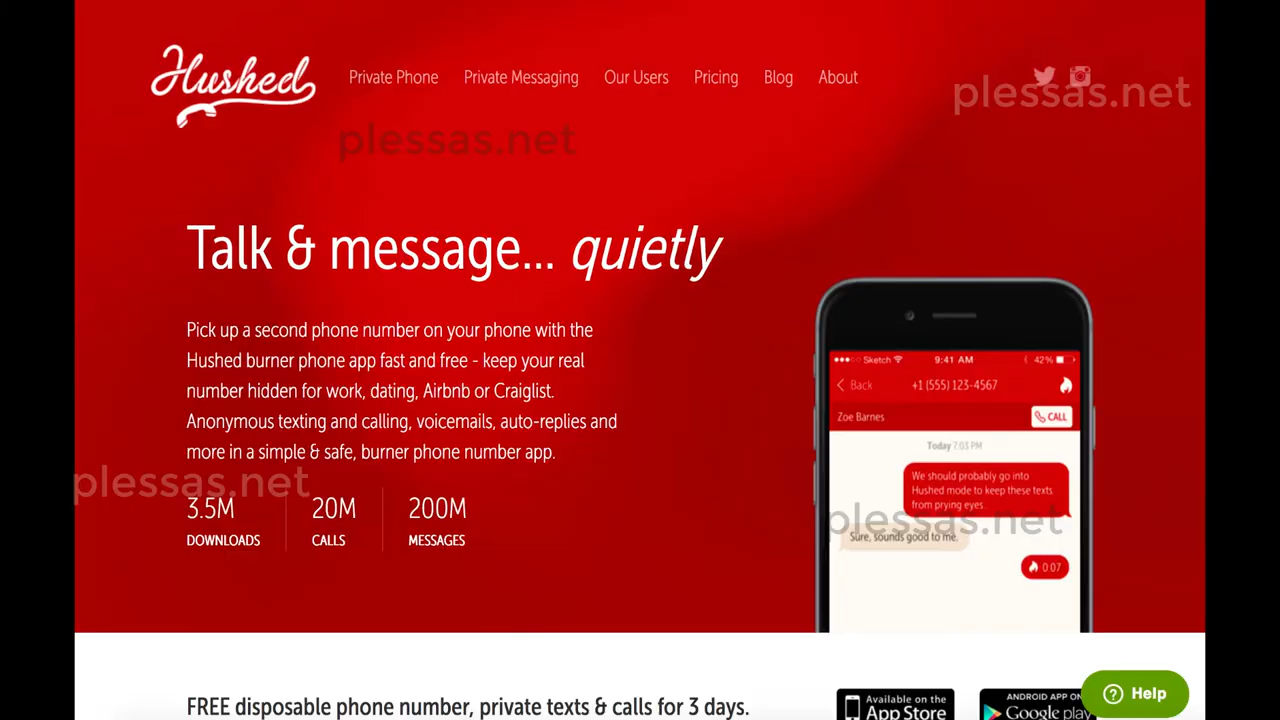 Hushed
Private Phone Private Messaging Our Users Pricing Blog About
plessas.net
plessas.net
Talk & message... quietly
Pick up a second phone number on your phone with the
Hushed burner phone app fast and free - keep your real
number hidden for work, dating, Airbnb or Craiglist.
Anonymous texting and calling, voicemails, auto-replies and
more in a simple & safe, burner phone number app.
plessas.net
3.5M 20M 200M
DOWNLOADS CALLS MESSAGES
Sketch 9:41 AM 42%
Back +1 (555) 123-4567
Zoe Barnes CALL
Today 7:03 PM
We should probably go into
Hushed mode to keep these texts
from prying eyes.
plessas.net
Sure, sounds good to me.
0:07
FREE disposable phone number, private texts & calls for 3 days.
Available on the
App Store
ANDROID APP ON
Google play
Help